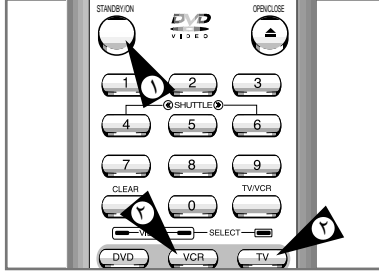 STANDBY/ON OPEN/CLOSE
DVD
VIDEO
١
1 2 3
SHUTTLE
4 5 6
7 8 9
CLEAR TV/VCR
0
٢ ٢
SELECT
DVD VCR TV